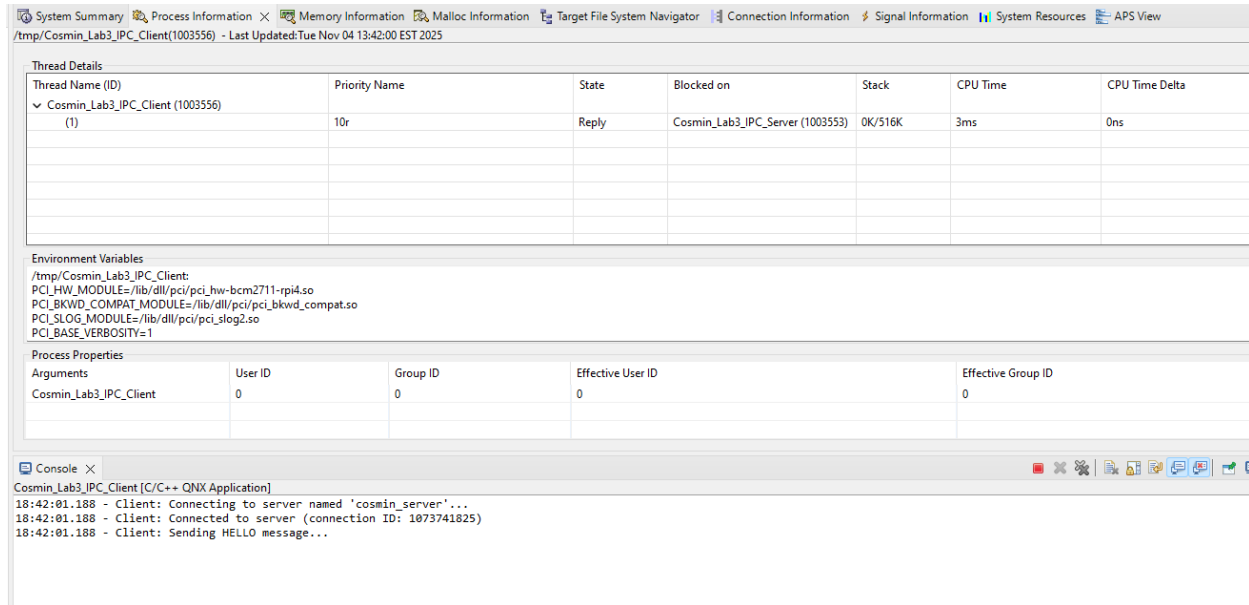 System Summary Process Information Memory Information Malloc Information Target File System Navigator Connection Information Signal Information System Resources APS View
/tmp/Cosmin_Lab3_IPC_Client(1003556) - Last Updated:Tue Nov 04 13:42:00 EST 2025
Thread Details
Thread Name (ID) Priority Name State Blocked on Stack CPU Time CPU Time Delta
Cosmin_Lab3_IPC_Client (1003556)
(1) 10r Reply Cosmin_Lab3_IPC_Server (1003553) 0K/516K 3ms 0ns
Environment Variables
/tmp/Cosmin_Lab3_IPC_Client:
PCI_HW_MODULE=/lib/dll/pci/pci_hw-bcm2711-rpi4.so
PCI_BKWD_COMPAT_MODULE=/lib/dll/pci/pci_bkwd_compat.so
PCI_SLOG_MODULE=/lib/dll/pci/pci_slog2.so
PCI_BASE_VERBOSITY=1
Process Properties
Arguments User ID Group ID Effective User ID Effective Group ID
Cosmin_Lab3_IPC_Client 0 0 0 0
Console
Cosmin_Lab3_IPC_Client [C/C++ QNX Application]
18:42:01.188 - Client: Connecting to server named 'cosmin_server'...
18:42:01.188 - Client: Connected to server (connection ID: 1073741825)
18:42:01.188 - Client: Sending HELLO message...